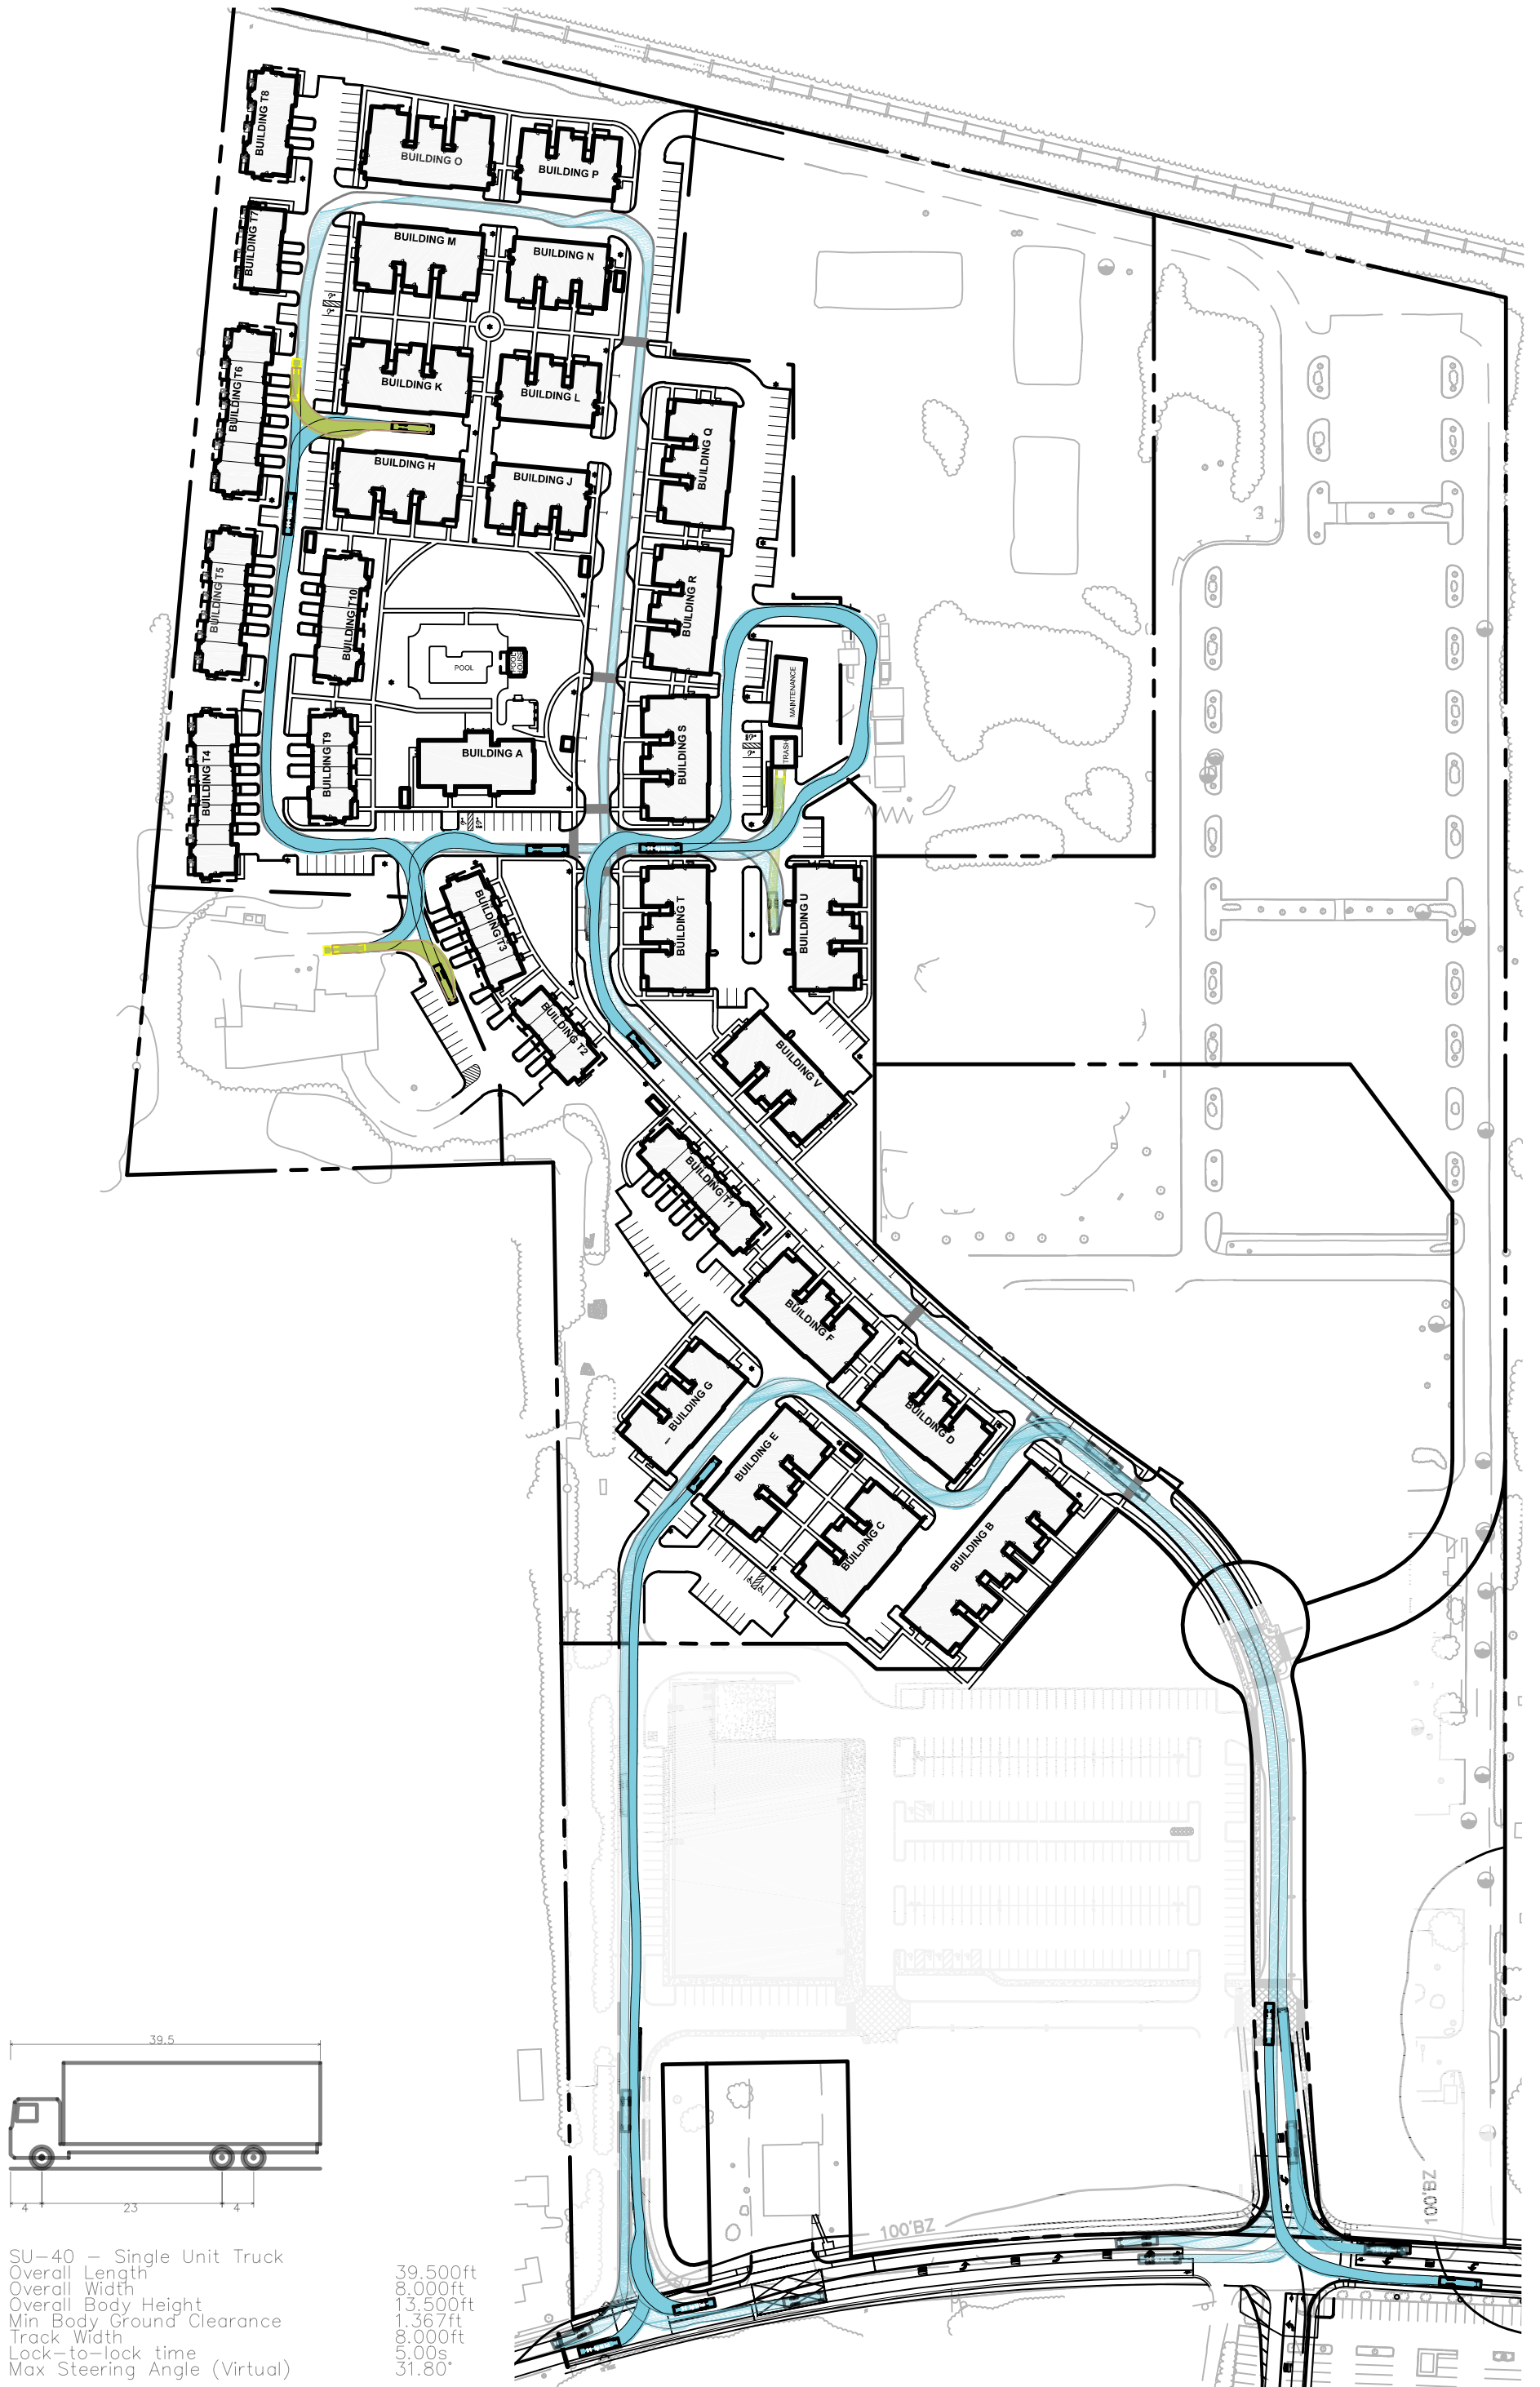 BUILDING T8
BUILDING O
BUILDING P
BUILDING T7
BUILDING M
BUILDING N
BUILDING T6
BUILDING K
BUILDING L
BUILDING Q
BUILDING H
BUILDING J
BUILDING T5
BUILDING T10
BUILDING R
POOL
POOL
HOUSE
MAINTENANCE
BUILDING T4
BUILDING T9
BUILDING A
BUILDING S
TRASH
BUILDING T3
BUILDING T
BUILDING U
BUILDING T2
BUILDING V
BUILDING T1
BUILDING F
BUILDING G
BUILDING D
BUILDING E
BUILDING C
BUILDING B
39.5
4
23
4
100'BZ
100'BZ
SU-40 - Single Unit Truck
Overall Length 39.500ft
Overall Width 8.000ft
Overall Body Height 13.500ft
Min Body Ground Clearance 1.367ft
Track Width 8.000ft
Lock-to-lock time 5.00s
Max Steering Angle (Virtual) 31.80°